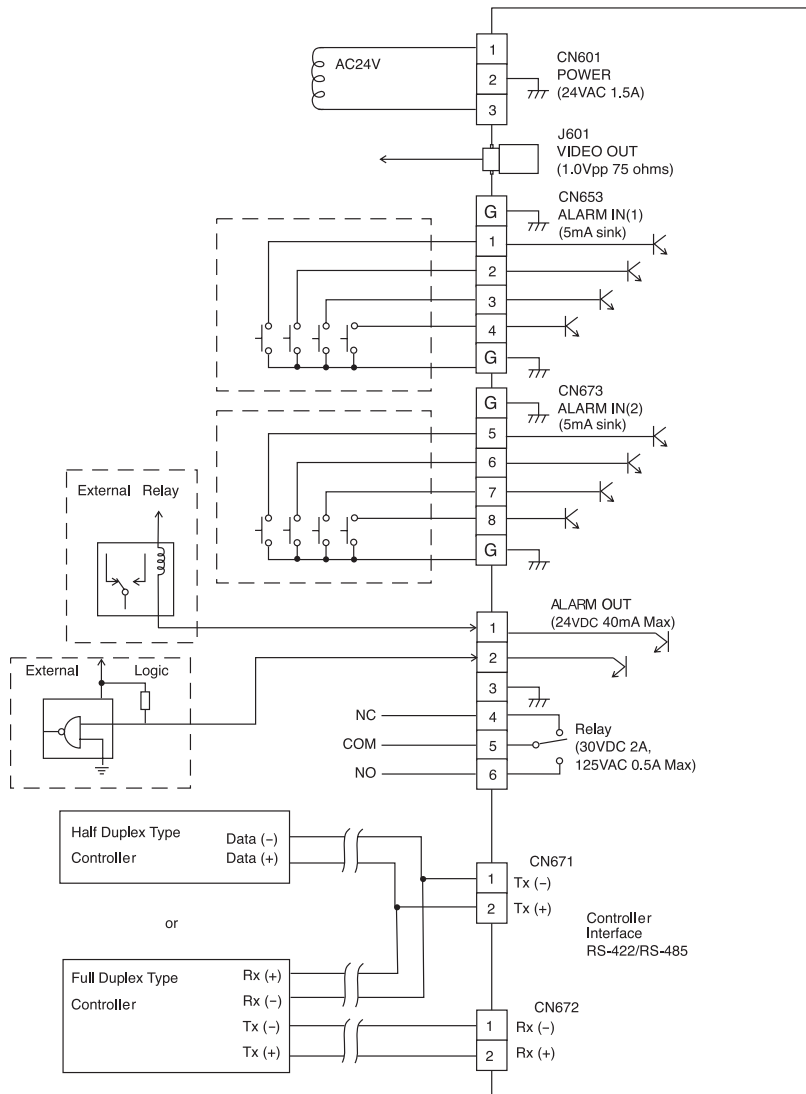 AC24V
1
2
3
CN601
POWER
(24VAC 1.5A)
J601
VIDEO OUT
(1.0Vpp 75 ohms)
G
1
2
3
4
G
CN653
ALARM IN(1)
(5mA sink)
G
5
6
7
8
G
CN673
ALARM IN(2)
(5mA sink)
External Relay
External Logic
1
2
3
4
5
6
ALARM OUT
(24VDC 40mA Max)
NC
COM
NO
Relay
(30VDC 2A,
125VAC 0.5A Max)
Half Duplex Type
Controller
Data (−)
Data (+)
or
Full Duplex Type
Controller
Rx (+)
Rx (−)
Tx (−)
Tx (+)
CN671
1 Tx (−)
2 Tx (+)
Controller
Interface
RS-422/RS-485
CN672
1 Rx (−)
2 Rx (+)